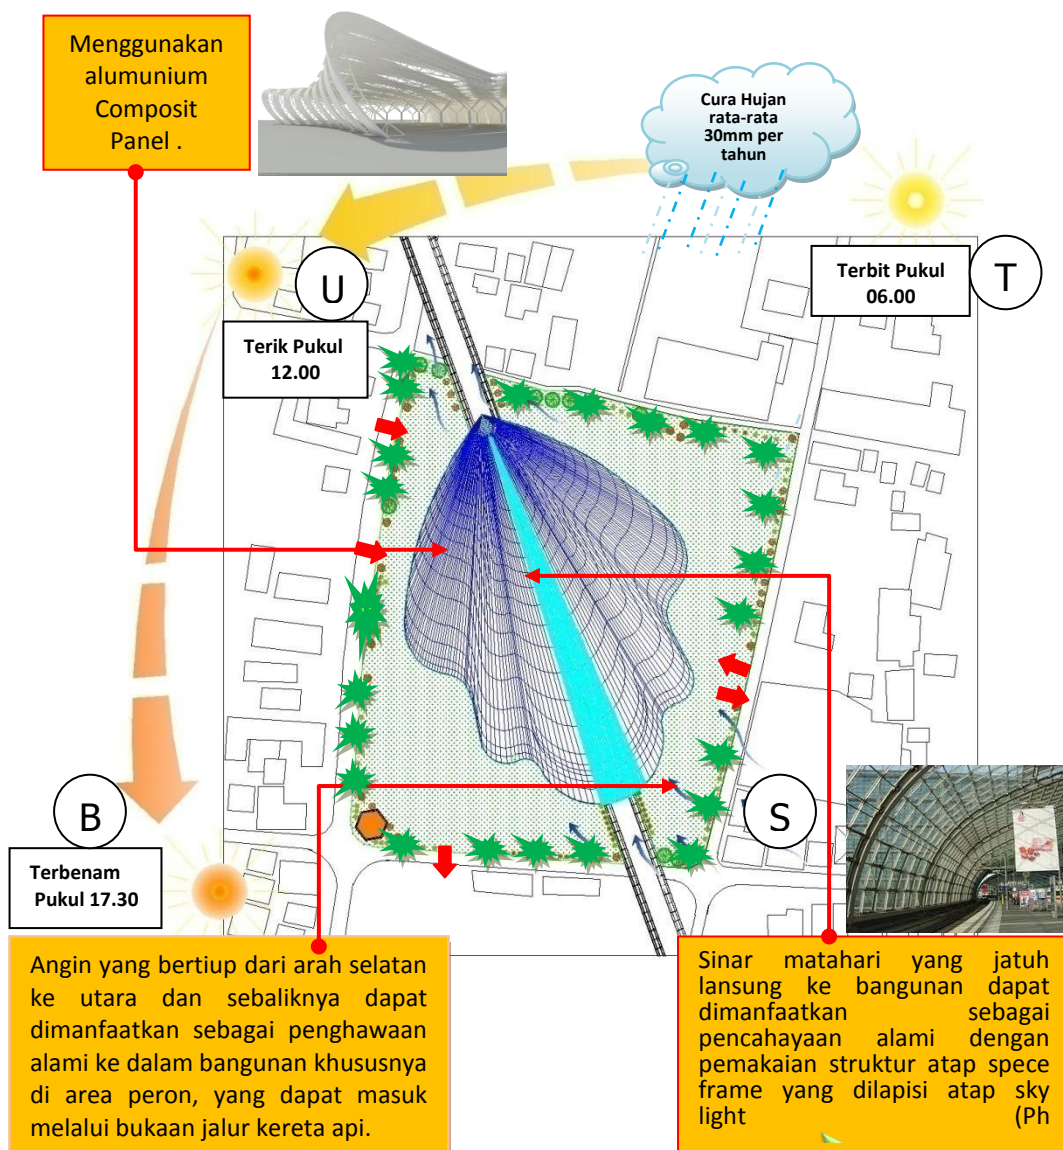 Menggunakan
alumunium
Composit
Panel .
Cura Hujan
rata-rata
30mm per
tahun
Terbit Pukul
06.00
T
U
Terik Pukul
12.00
B
Terbenam
Pukul 17.30
S
Angin yang bertiup dari arah selatan
ke utara dan sebaliknya dapat
dimanfaatkan sebagai penghawaan
alami ke dalam bangunan khususnya
di area peron, yang dapat masuk
melalui bukaan jalur kereta api.
Sinar matahari yang jatuh
lansung ke bangunan dapat
dimanfaatkan sebagai
pencahayaan alami dengan
pemakaian struktur atap spece
frame yang dilapisi atap sky
light (Ph